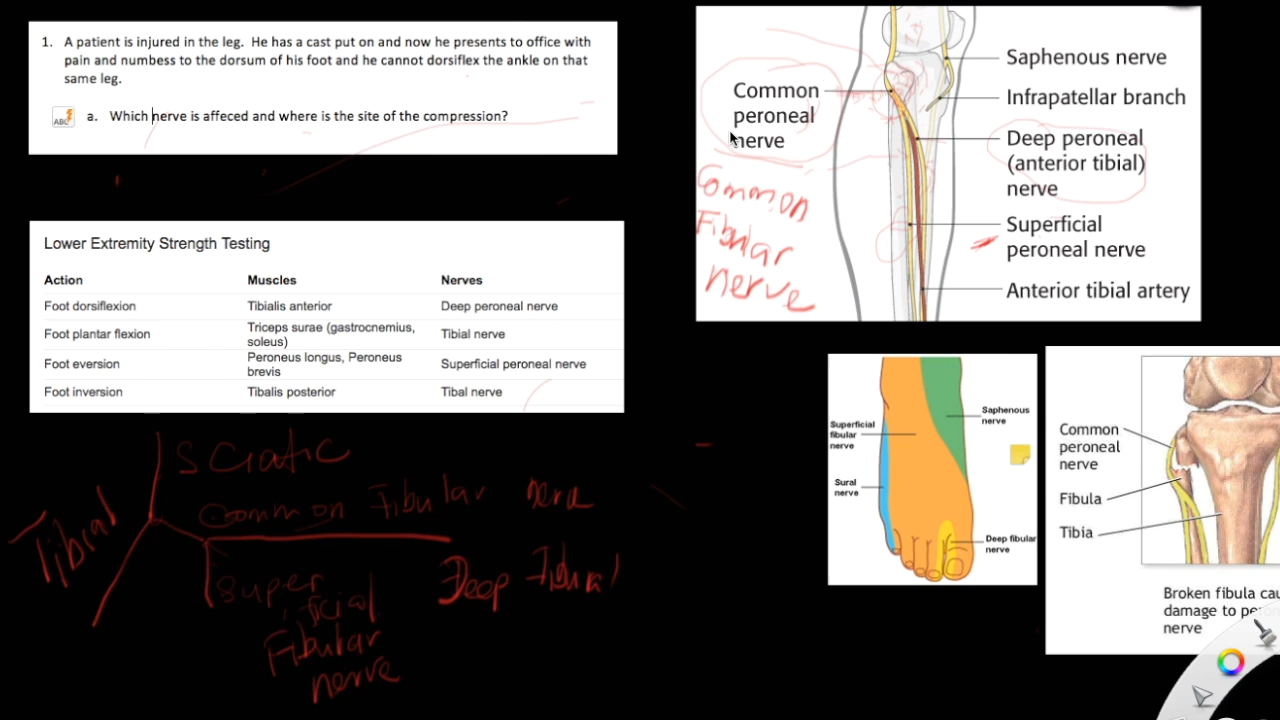 1. A patient is injured in the leg. He has a cast put on and now he presents to office with
pain and numbess to the dorsum of his foot and he cannot dorsiflex the ankle on that
same leg.
ABC
a. Which nerve is affeced and where is the site of the compression?
Lower Extremity Strength Testing
Action Muscles Nerves
Foot dorsiflexion Tibialis anterior Deep peroneal nerve
Foot plantar flexion Triceps surae (gastrocnemius, soleus) Tibial nerve
Foot eversion Peroneus longus, Peroneus brevis Superficial peroneal nerve
Foot inversion Tibalis posterior Tibal nerve
Sciatic
Tibial
Common Fibular
Super
ficial
Fibular
nerve
Deep
Common
peroneal
nerve
Common
Fibular
nerve
Saphenous nerve
Infrapatellar branch
Deep peroneal
(anterior tibial)
nerve
Superficial
peroneal nerve
Anterior tibial artery
Superficial
fibular
nerve
Sural
nerve
Saphenous
nerve
Deep fibular
nerve
Common
peroneal
nerve
Fibula
Tibia
Broken fibula
damage to
nerve